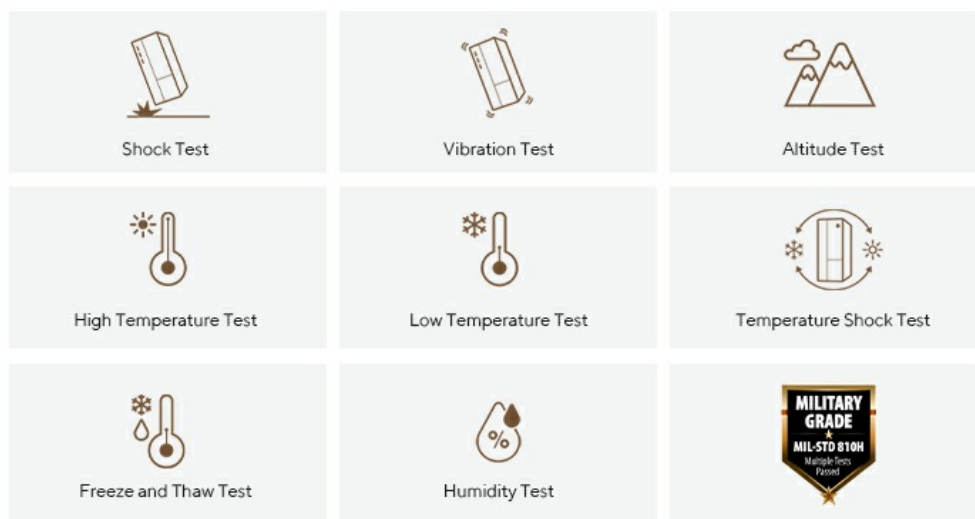 Shock Test
Vibration Test
Altitude Test
High Temperature Test
Low Temperature Test
Temperature Shock Test
%
Freeze and Thaw Test
Humidity Test
MILITARY
GRADE
MIL-STD 810H
Multiple Tests
Passed